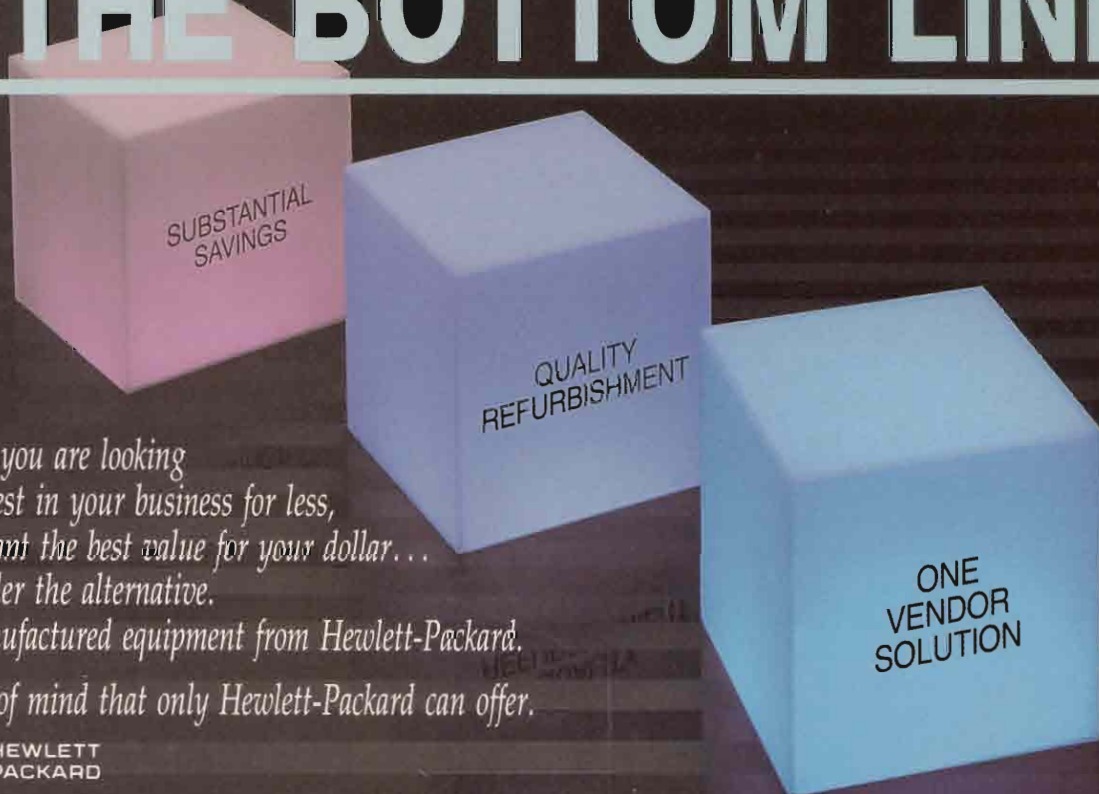 THE BOTTOM LINE
SUBSTANTIAL
SAVINGS
QUALITY
REFURBISHMENT
ONE
VENDOR
SOLUTION
you are looking
est in your business for less,
ant the best value for your dollar...
er the alternative.
ufactured equipment from Hewlett-Packard.
of mind that only Hewlett-Packard can offer.
HEWLETT
PACKARD